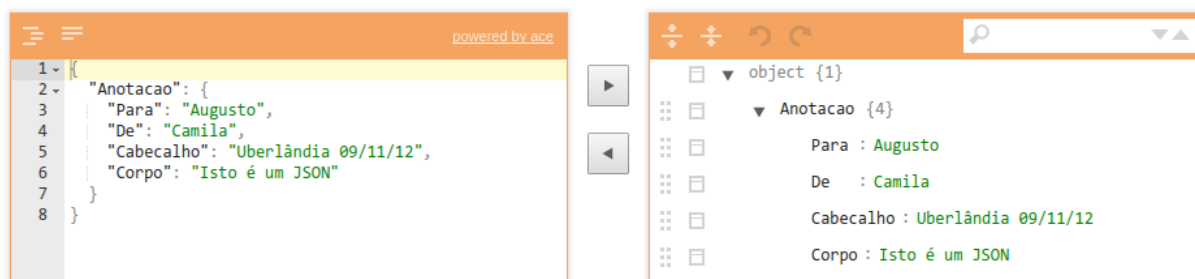 powered by ace
1 {
2 "Anotacao": {
3 "Para": "Augusto",
4 "De": "Camila",
5 "Cabecalho": "Uberlândia 09/11/12",
6 "Corpo": "Isto é um JSON"
7 }
8 }
object {1}
Anotacao {4}
Para : Augusto
De : Camila
Cabecalho : Uberlândia 09/11/12
Corpo : Isto é um JSON